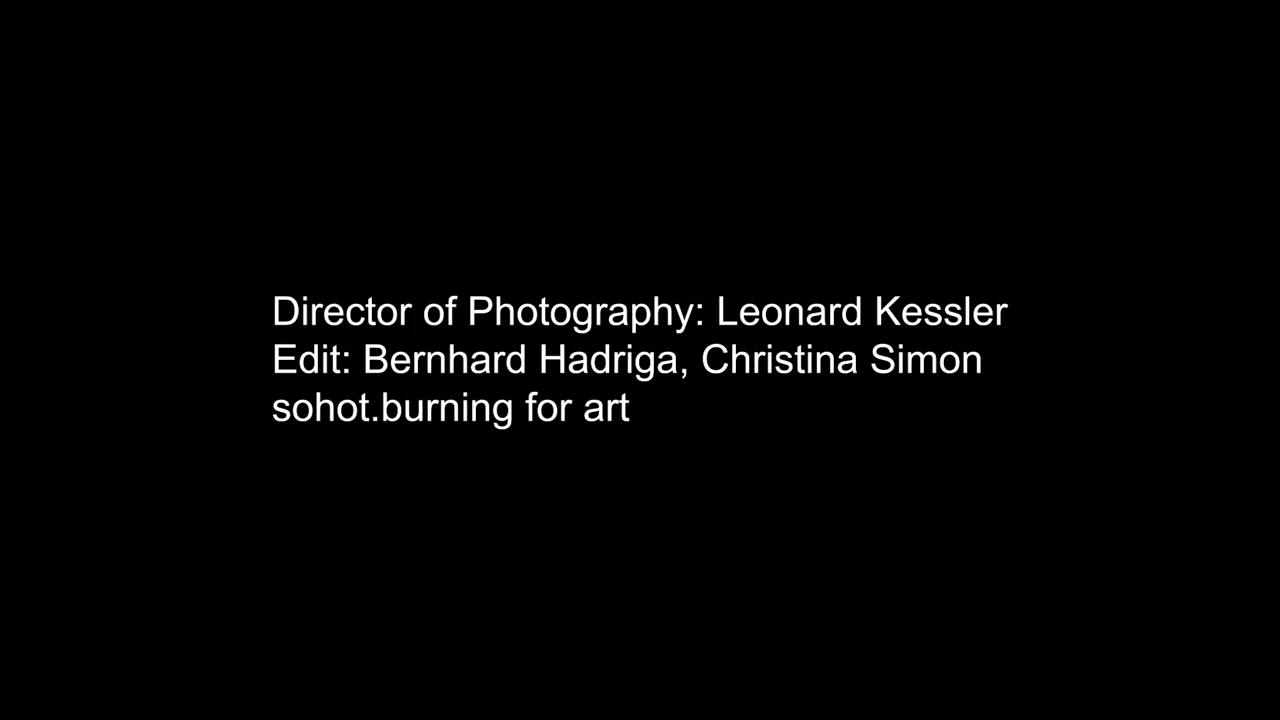 Director of Photography: Leonard Kessler
Edit: Bernhard Hadriga, Christina Simon
sohot.burning for art